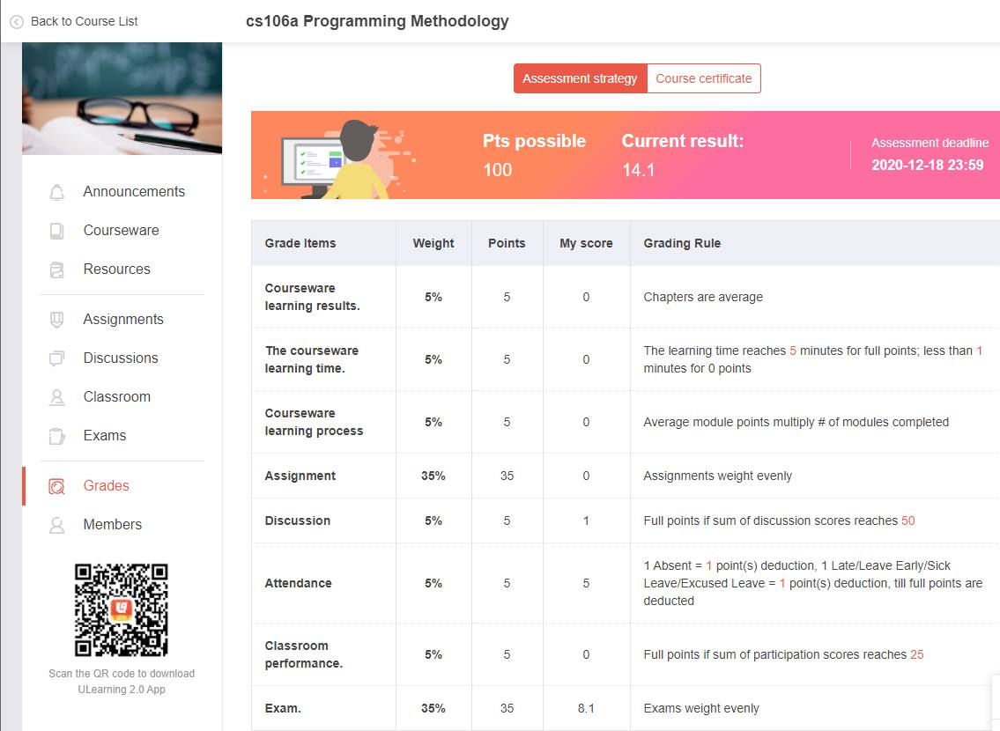 Back to Course List
cs106a Programming Methodology
Assessment strategy
Course certificate
Pts possible
100
Current result:
14.1
Assessment deadline
2020-12-18 23:59
Announcements
Courseware
Resources
Assignments
Discussions
Classroom
Exams
Grades
Members
Scan the QR code to download
ULearning 2.0 App
Grade Items Weight Points My score Grading Rule
Courseware
learning results.
5% 5 0 Chapters are average
The courseware
learning time.
5% 5 0
The learning time reaches 5 minutes for full points; less than 1
minutes for 0 points
Courseware
learning process
5% 5 0 Average module points multiply # of modules completed
Assignment 35% 35 0 Assignments weight evenly
Discussion 5% 5 1 Full points if sum of discussion scores reaches 50
Attendance 5% 5 5
1 Absent = 1 point(s) deduction, 1 Late/Leave Early/Sick
Leave/Excused Leave = 1 point(s) deduction, till full points are
deducted
Classroom
performance.
5% 5 0 Full points if sum of participation scores reaches 25
Exam. 35% 35 8.1 Exams weight evenly